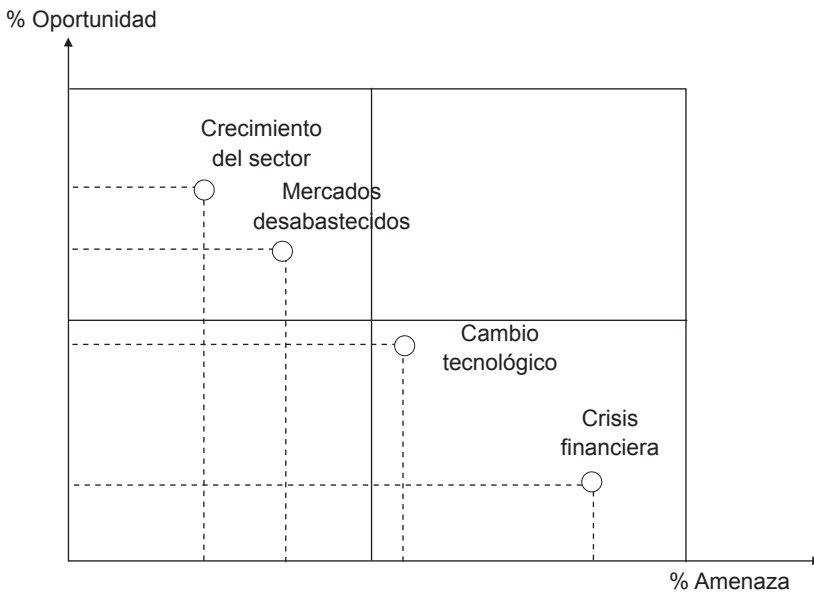 % Oportunidad
Crecimiento
del sector
Mercados
desabastecidos
Cambio
tecnológico
Crisis
financiera
% Amenaza